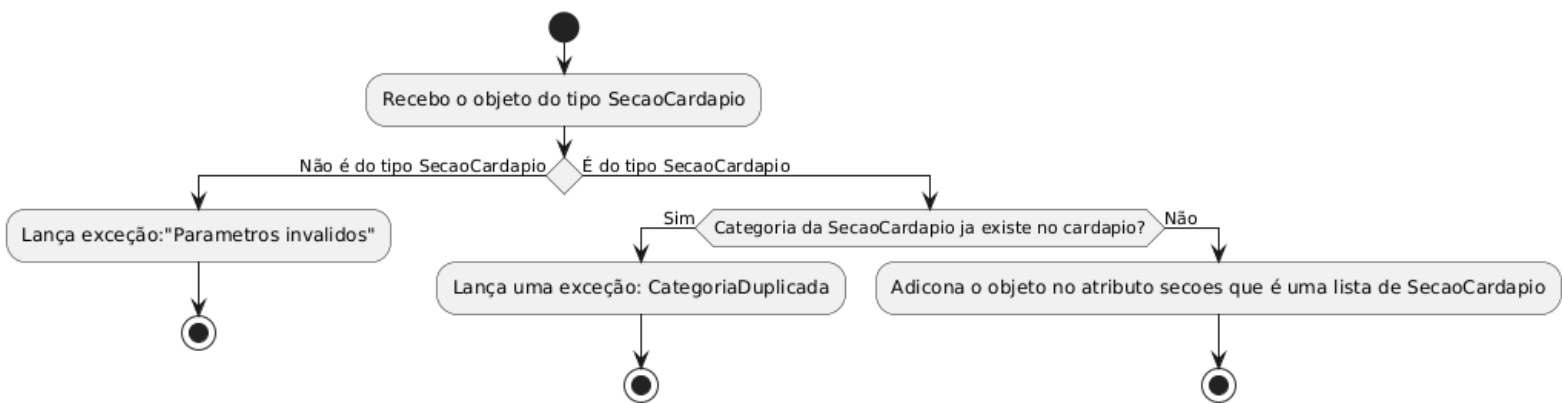 Recebo o objeto do tipo SecaoCardapio
Não é do tipo SecaoCardapio
É do tipo SecaoCardapio
Lança exceção:"Parametros invalidos"
Sim
Categoria da SecaoCardapio ja existe no cardapio?
Não
Lança uma exceção: CategoriaDuplicada
Adicona o objeto no atributo secoes que é uma lista de SecaoCardapio